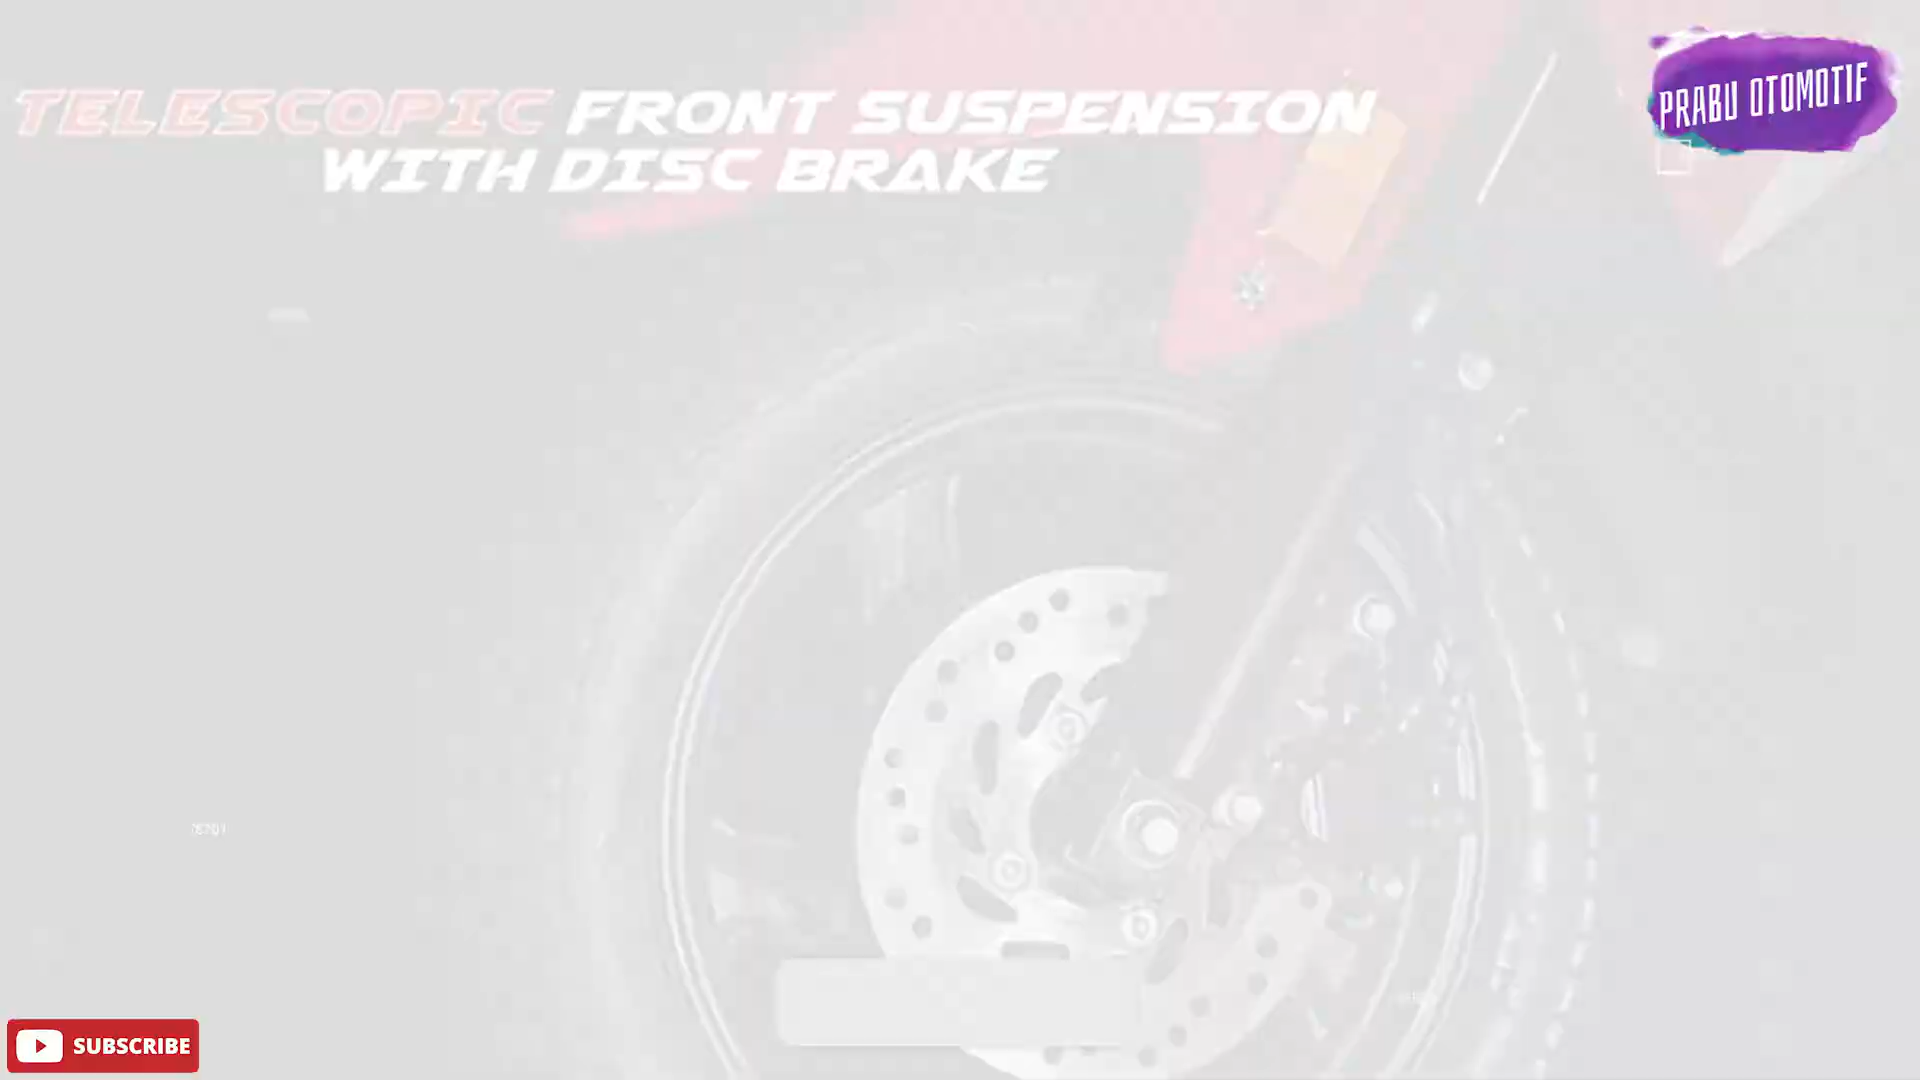 TELESCOPIC FRONT SUSPENSION
WITH DISC BRAKE
PRABU OTOMOTIF
SUBSCRIBE